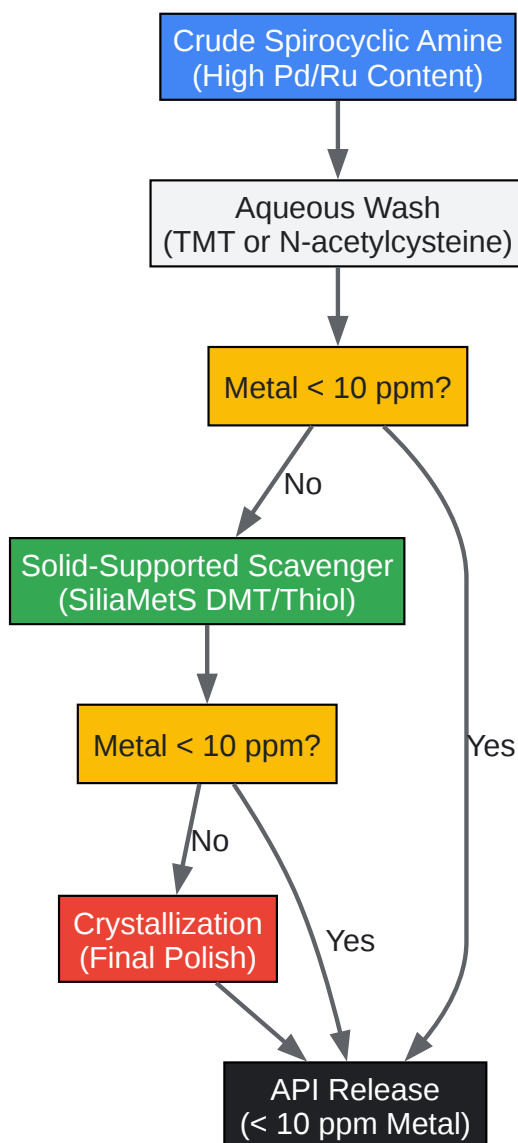 Crude Spirocyclic Amine
(High Pd/Ru Content)
Aqueous Wash
(TMT or N-acetylcysteine)
Metal < 10 ppm?
No
Solid-Supported Scavenger
(SiliaMetS DMT/Thiol)
Metal < 10 ppm?
Yes
No
Crystallization
(Final Polish)
Yes
API Release
(< 10 ppm Metal)